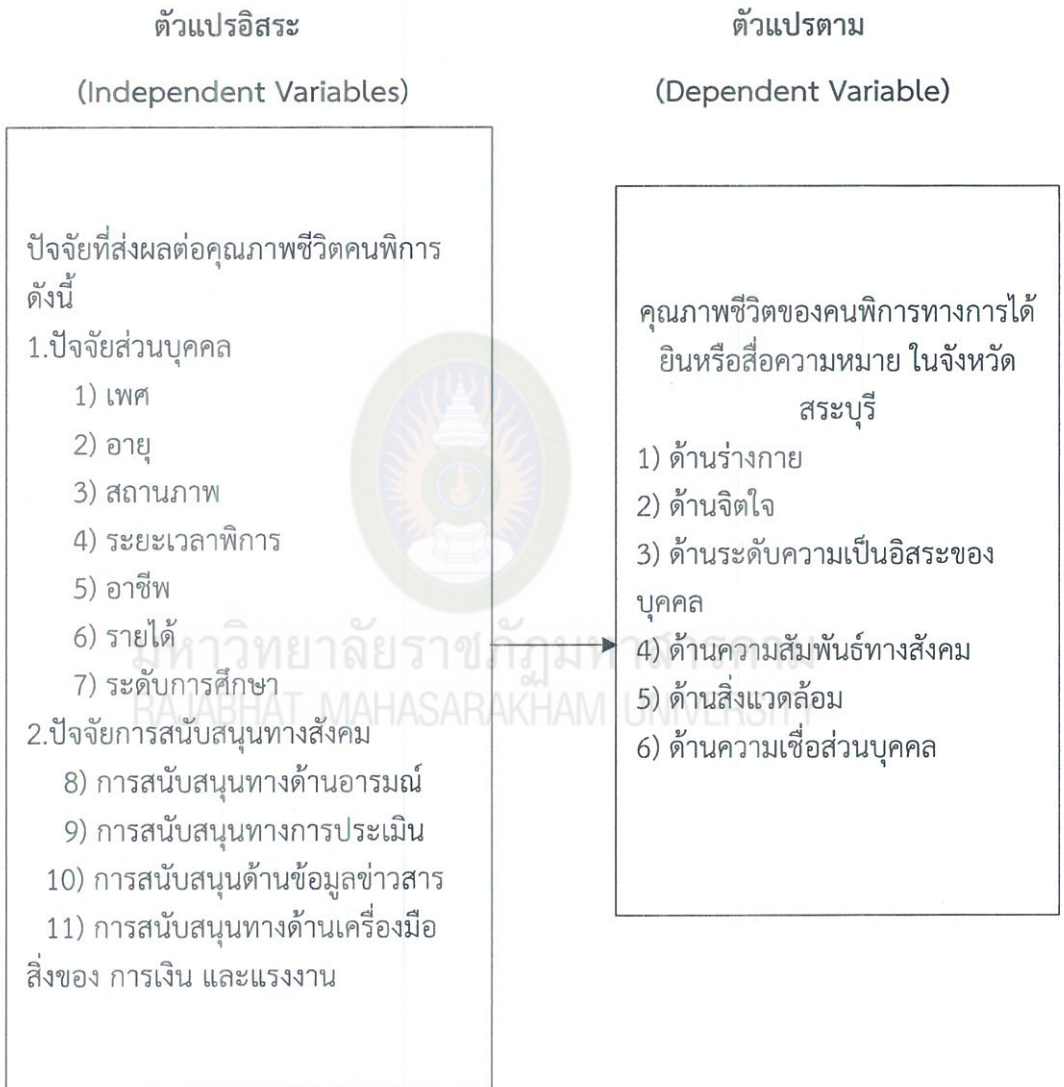 ตัวแปรอิสระ
(Independent Variables)
ปัจจัยที่ส่งผลต่อคุณภาพชีวิตคนพิการ
ดังนี้
1.ปัจจัยส่วนบุคคล
1) เพศ
2) อายุ
3) สถานภาพ
4) ระยะเวลาพิการ
5) อาชีพ
6) รายได้
7) ระดับการศึกษา
2.ปัจจัยการสนับสนุนทางสังคม
8) การสนับสนุนทางด้านอารมณ์
9) การสนับสนุนทางการประเมิน
10) การสนับสนุนด้านข้อมูลข่าวสาร
11) การสนับสนุนทางด้านเครื่องมือ
สิ่งของ การเงิน และแรงงาน
ตัวแปรตาม
(Dependent Variable)
คุณภาพชีวิตของคนพิการทางการได้
ยินหรือสื่อความหมาย ในจังหวัด
สระบุรี
1) ด้านร่างกาย
2) ด้านจิตใจ
3) ด้านระดับความเป็นอิสระของ
บุคคล
4) ด้านความสัมพันธ์ทางสังคม
5) ด้านสิ่งแวดล้อม
6) ด้านความเชื่อส่วนบุคคล
มหาวิทยาลัยราชภัฏมหาสารคาม
RAJABHAT MAHASARAKHAM UNIVERSITY